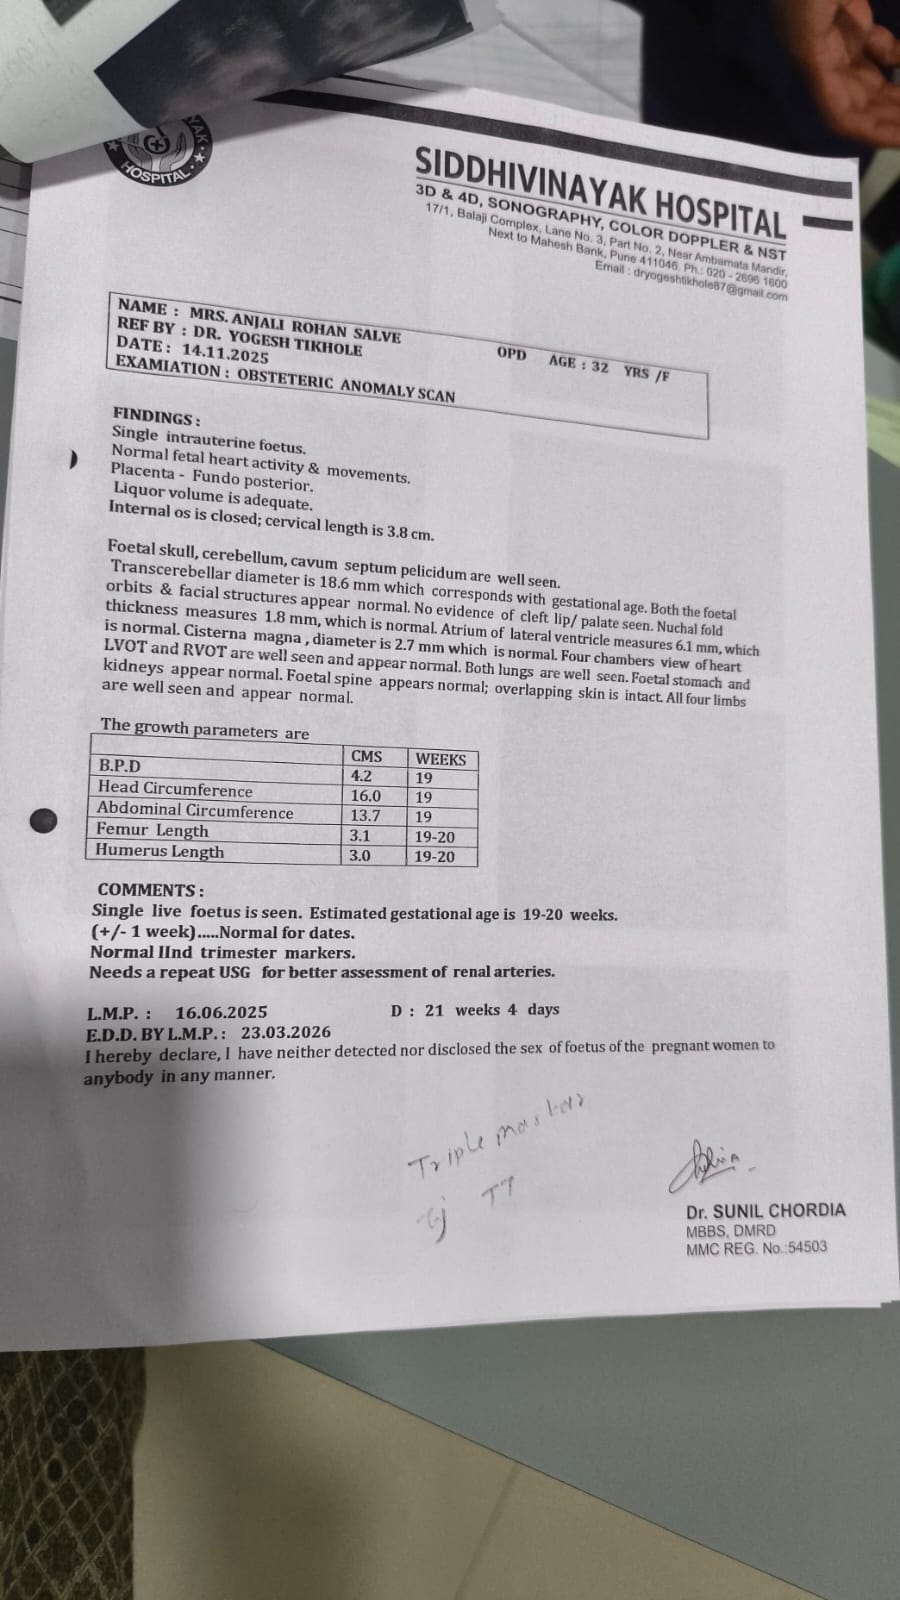 YAK
HOSPITAL
SIDDHIVINAYAK HOSPITAL
3D & 4D, SONOGRAPHY, COLOR DOPPLER & NST
17/1, Balaji Complex, Lane No. 3, Part No. 2, Near Ambamata Mandir,
Next to Mahesh Bank, Pune 411046. Ph.: 020 - 2696 1600
Email : dryogeshtikhole87@gmail.com
NAME : MRS. ANJALI ROHAN SALVE
REF BY : DR. YOGESH TIKHOLE OPD AGE : 32 YRS /F
DATE : 14.11.2025
EXAMIATION : OBSTETERIC ANOMALY SCAN
FINDINGS :
Single intrauterine foetus.
Normal fetal heart activity & movements.
Placenta - Fundo posterior.
Liquor volume is adequate.
Internal os is closed; cervical length is 3.8 cm.
Foetal skull, cerebellum, cavum septum pelicidum are well seen.
Transcerebellar diameter is 18.6 mm which corresponds with gestational age. Both the foetal
orbits & facial structures appear normal. No evidence of cleft lip/ palate seen. Nuchal fold
thickness measures 1.8 mm, which is normal. Atrium of lateral ventricle measures 6.1 mm, which
is normal. Cisterna magna , diameter is 2.7 mm which is normal. Four chambers view of heart
LVOT and RVOT are well seen and appear normal. Both lungs are well seen. Foetal stomach and
kidneys appear normal. Foetal spine appears normal; overlapping skin is intact. All four limbs
are well seen and appear normal.
The growth parameters are
CMS WEEKS
B.P.D 4.2 19
Head Circumference 16.0 19
Abdominal Circumference 13.7 19
Femur Length 3.1 19-20
Humerus Length 3.0 19-20
COMMENTS :
Single live foetus is seen. Estimated gestational age is 19-20 weeks.
(+/- 1 week).....Normal for dates.
Normal IInd trimester markers.
Needs a repeat USG for better assessment of renal arteries.
L.M.P. : 16.06.2025 D : 21 weeks 4 days
E.D.D. BY L.M.P. : 23.03.2026
I hereby declare, I have neither detected nor disclosed the sex of foetus of the pregnant women to
anybody in any manner.
Triple
TT
Dr. SUNIL CHORDIA
MBBS, DMRD
MMC REG. No.:54503